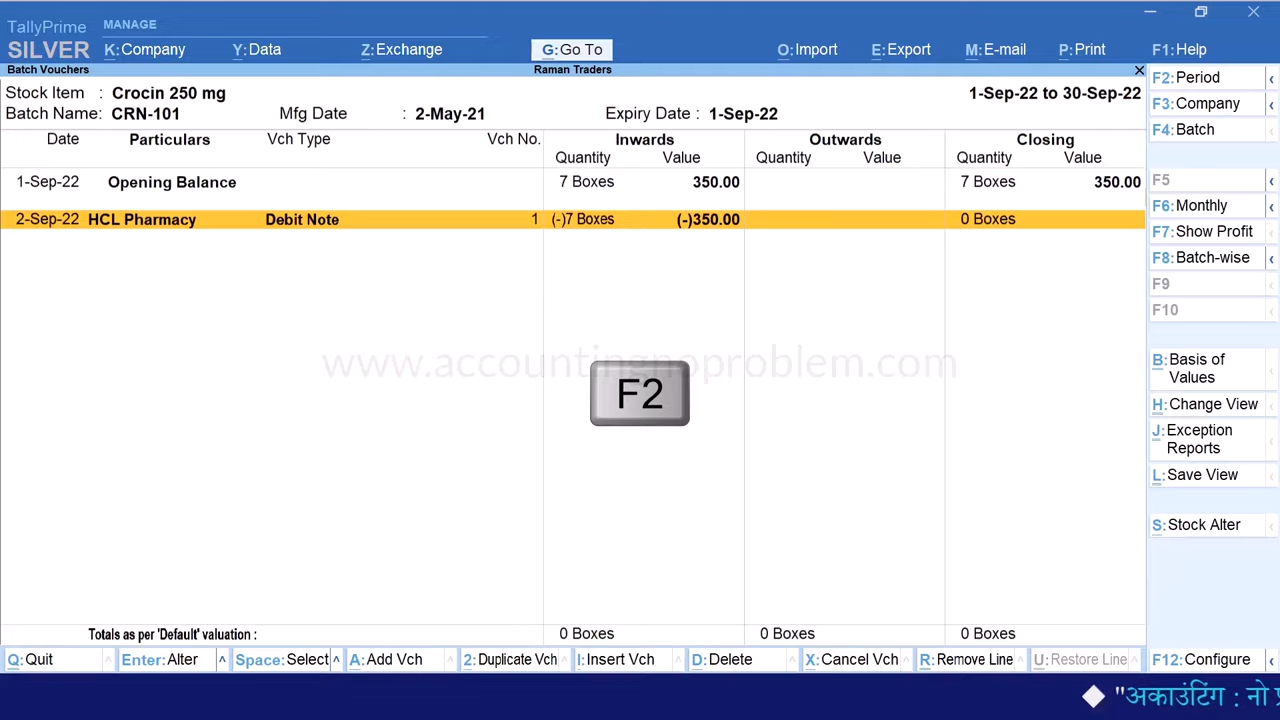 TallyPrime MANAGE
SILVER K:Company Y:Data Z:Exchange G:Go To O:Import E:Export M:E-mail P:Print F1:Help
Batch Vouchers Raman Traders
Stock Item : Crocin 250 mg 1-Sep-22 to 30-Sep-22
Batch Name: CRN-101 Mfg Date : 2-May-21 Expiry Date : 1-Sep-22
Date Particulars Vch Type Vch No. Inwards Outwards Closing
Quantity Value Quantity Value Quantity Value
1-Sep-22 Opening Balance 7 Boxes 350.00 7 Boxes 350.00
2-Sep-22 HCL Pharmacy Debit Note 1 (-)7 Boxes (-)350.00 0 Boxes
www.accountingnoproblem.com
F2
Totals as per 'Default' valuation : 0 Boxes 0 Boxes 0 Boxes
Q:Quit Enter:Alter Space:Select A:Add Vch 2:Duplicate Vch I:Insert Vch D:Delete X:Cancel Vch R:Remove Line U:Restore Line F12:Configure
F2:Period
F3:Company
F4:Batch
F5
F6:Monthly
F7:Show Profit
F8:Batch-wise
F9
F10
B:Basis of
Values
H:Change View
J:Exception
Reports
L:Save View
S:Stock Alter
"अकाउंटिंग : नो